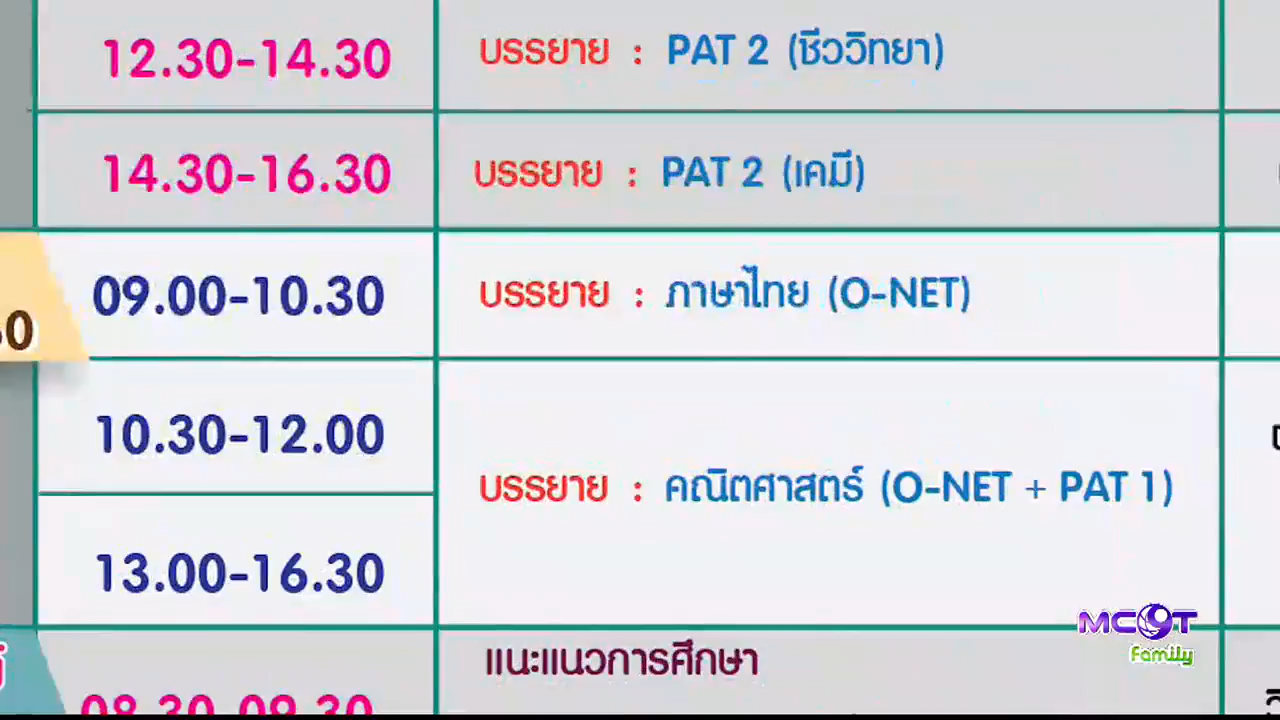 12.30-14.30 บรรยาย : PAT 2 (ชีววิทยา)
14.30-16.30 บรรยาย : PAT 2 (เคมี)
09.00-10.30 บรรยาย : ภาษาไทย (O-NET)
10.30-12.00
บรรยาย : คณิตศาสตร์ (O-NET + PAT 1)
13.00-16.30
MCOT
Family
แนะแนวการศึกษา
08.30-09.30